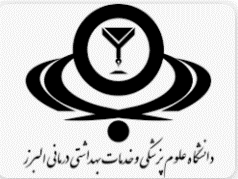 دانشگاه علوم پزشکی و خدمات بهداشتی درمانی البرز